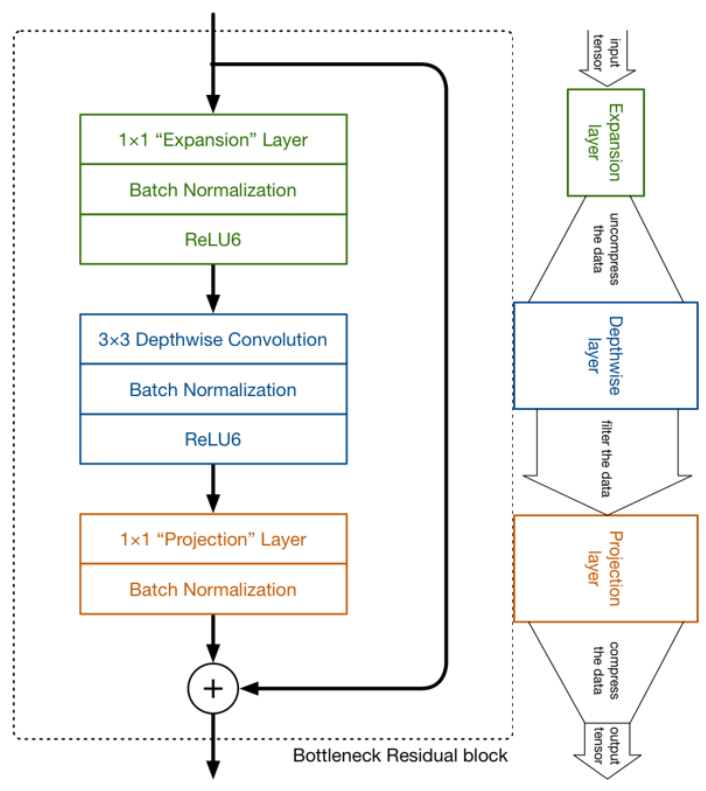 1×1 “Expansion” Layer
Batch Normalization
ReLU6
3×3 Depthwise Convolution
Batch Normalization
ReLU6
1×1 “Projection” Layer
Batch Normalization
+
Bottleneck Residual block
input
tensor
Expansion
layer
uncompress
the data
Depthwise
layer
filter the data
Projection
layer
compress
the data
output
tensor